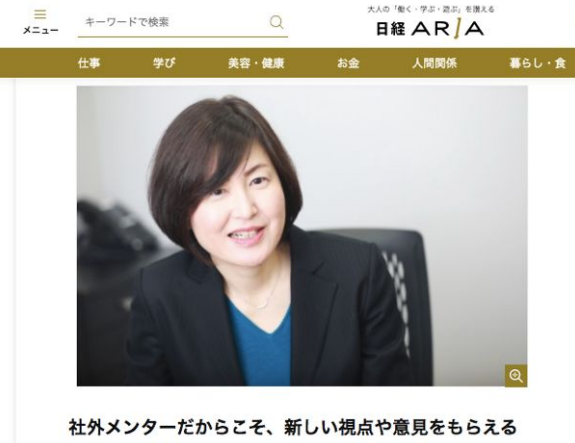 大人の「働く・学ぶ・遊ぶ」を讃える
メニュー
キーワードで検索
日経ARIA
仕事 学び 美容・健康 お金 人間関係 暮らし・食
社外メンターだからこそ、新しい視点や意見をもらえる